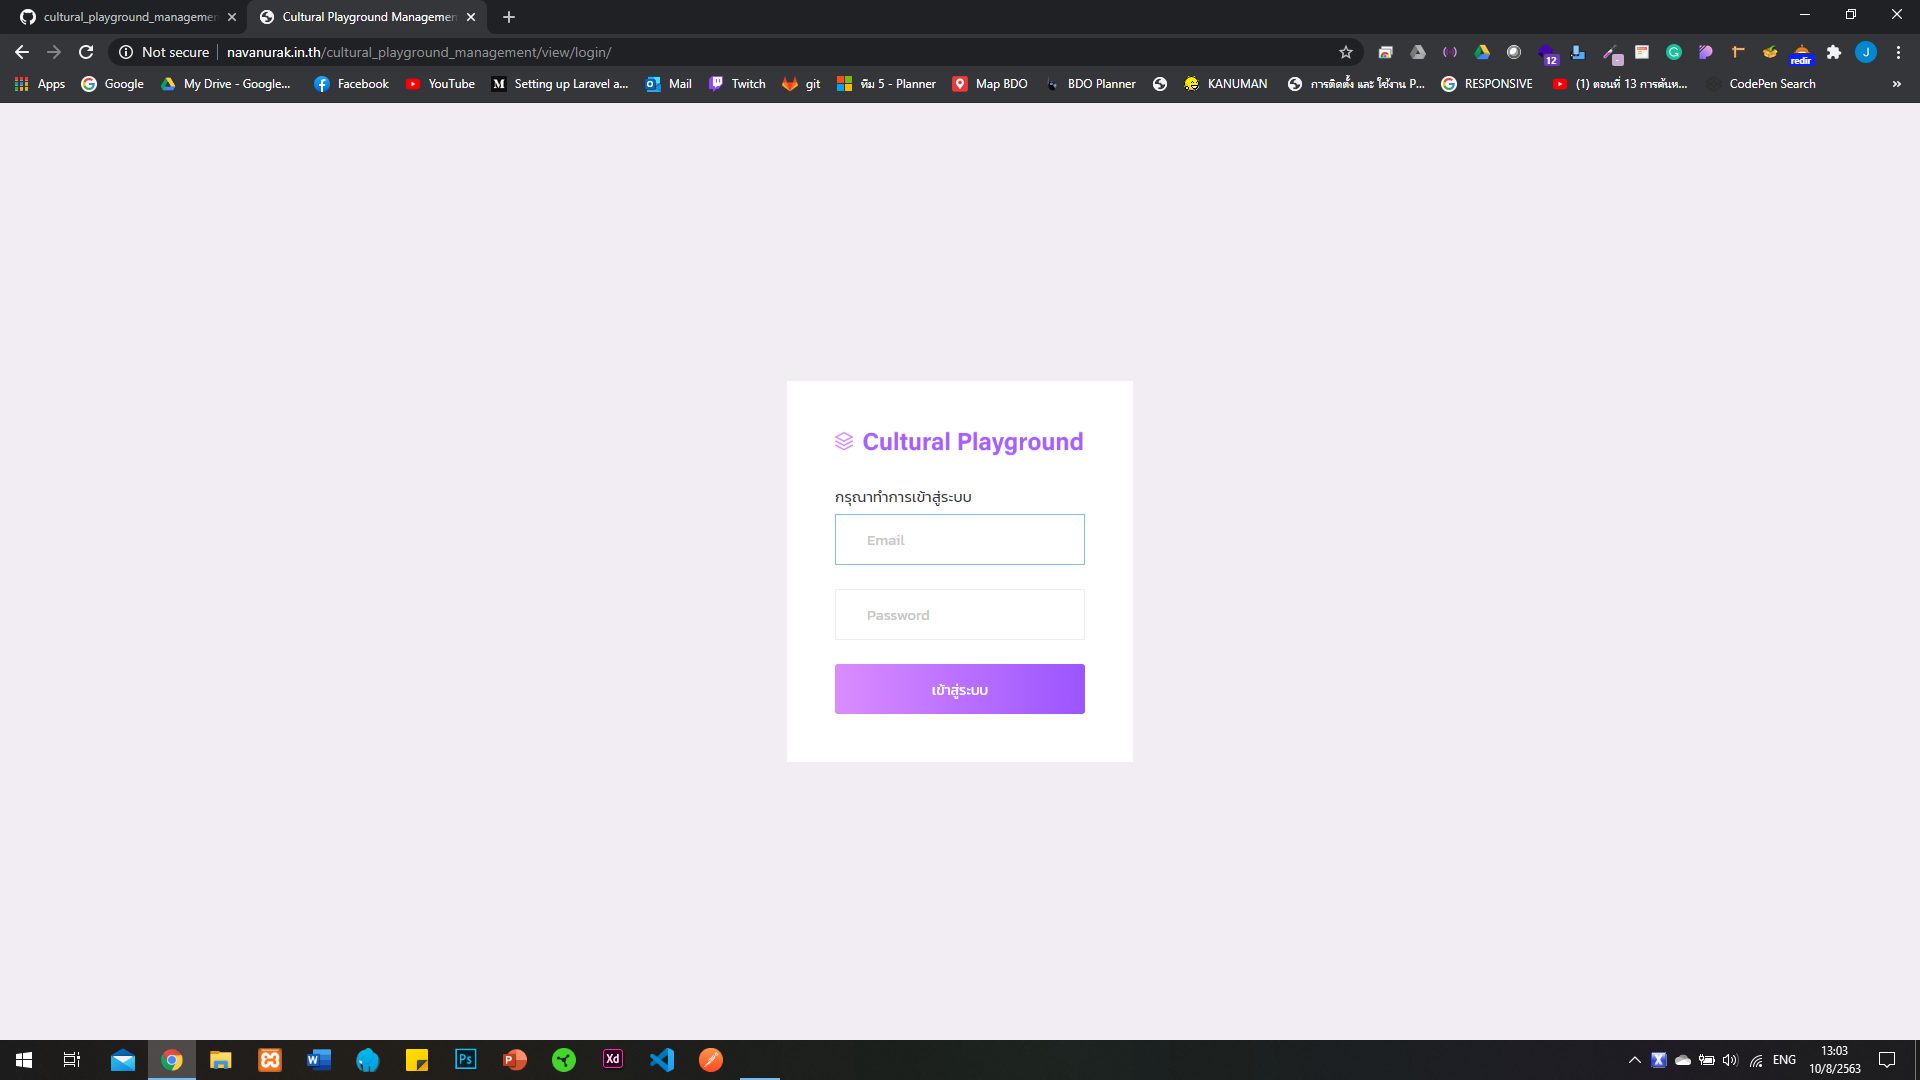 cultural_playground_managemen
Cultural Playground Managemen
Not secure
navanurak.in.th/cultural_playground_management/view/login/
12
redir
J
Apps
Google
My Drive - Google...
Facebook
YouTube
M
Setting up Laravel a...
Mail
Twitch
git
ทีม 5 - Planner
Map BDO
BDO Planner
KANUMAN
การติดตั้ง และ ใช้งาน P...
RESPONSIVE
(1) ตอนที่ 13 การค้นห...
CodePen Search
»
Cultural Playground
กรุณาทำการเข้าสู่ระบบ
Email
Password
เข้าสู่ระบบ
W
Ps
P
Xd
ENG
13:03
10/8/2563